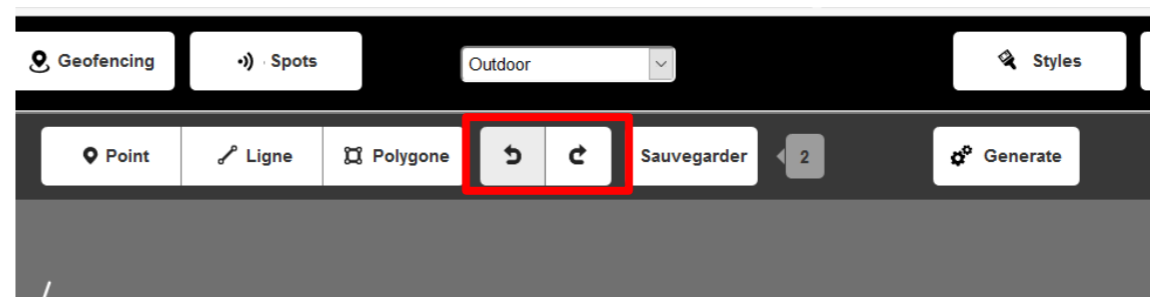 Geofencing Spots Outdoor Styles
Point Ligne Polygone Sauvegarder 2 Generate